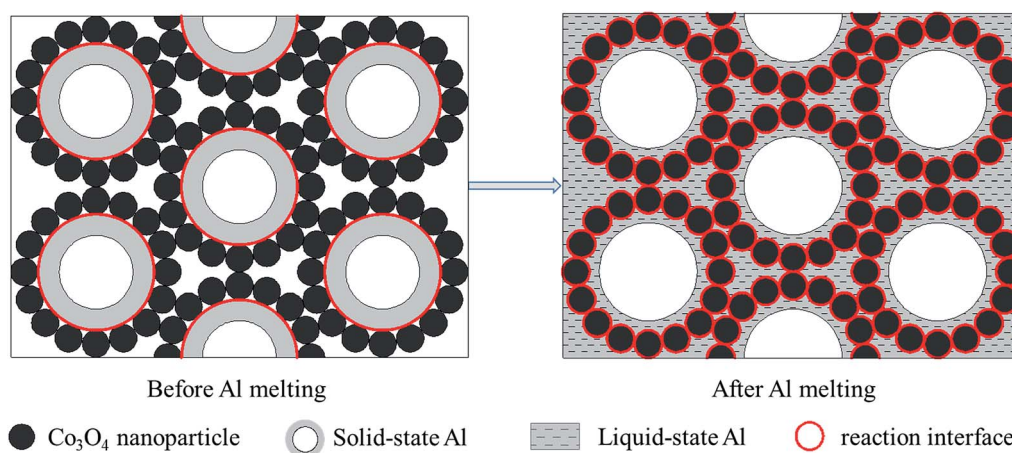 Before Al melting
After Al melting
Co₃O₄ nanoparticle
Solid-state Al
Liquid-state Al
reaction interface